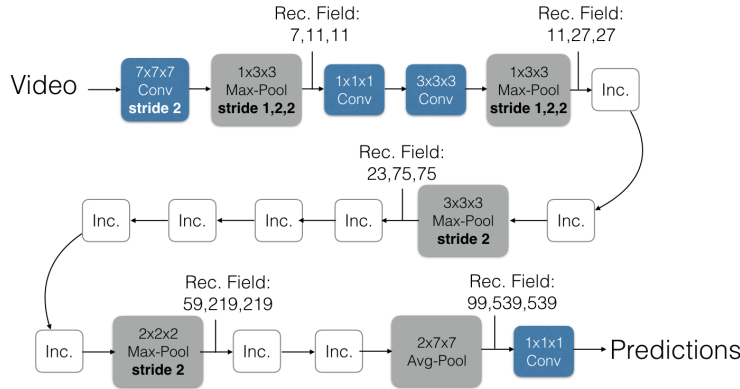 Rec. Field:
7,11,11
Rec. Field:
11,27,27
Video
7x7x7
Conv
stride 2
1x3x3
Max-Pool
stride 1,2,2
1x1x1
Conv
3x3x3
Conv
1x3x3
Max-Pool
stride 1,2,2
Inc.
Rec. Field:
23,75,75
Inc.
Inc.
Inc.
Inc.
3x3x3
Max-Pool
stride 2
Inc.
Rec. Field:
59,219,219
Rec. Field:
99,539,539
Inc.
2x2x2
Max-Pool
stride 2
Inc.
Inc.
2x7x7
Avg-Pool
1x1x1
Conv
Predictions